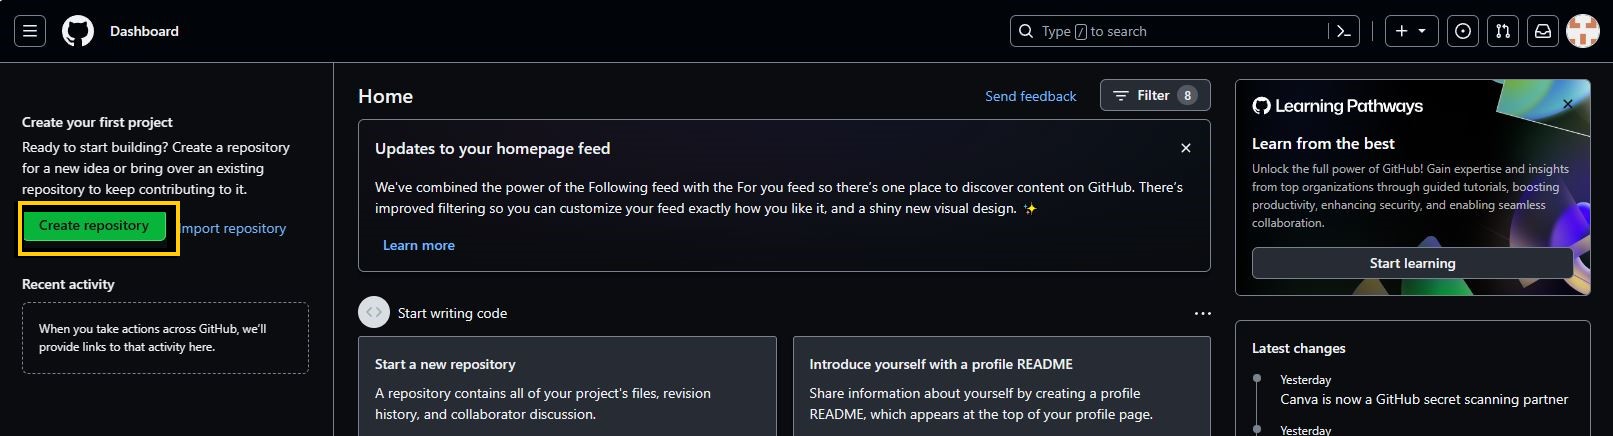 Dashboard
Type / to search
Create your first project
Ready to start building? Create a repository
for a new idea or bring over an existing
repository to keep contributing to it.
Create repository
Import repository
Recent activity
When you take actions across GitHub, we'll
provide links to that activity here.
Home
Send feedback
Filter 8
Updates to your homepage feed
We've combined the power of the Following feed with the For you feed so there's one place to discover content on GitHub. There's
improved filtering so you can customize your feed exactly how you like it, and a shiny new visual design. ✨
Learn more
Start writing code
Start a new repository
A repository contains all of your project's files, revision
history, and collaborator discussion.
Introduce yourself with a profile README
Share information about yourself by creating a profile
README, which appears at the top of your profile page.
Learning Pathways
Learn from the best
Unlock the full power of GitHub! Gain expertise and insights
from top organizations through guided tutorials, boosting
productivity, enhancing security, and enabling seamless
collaboration.
Start learning
Latest changes
Yesterday
Canva is now a GitHub secret scanning partner
Yesterday